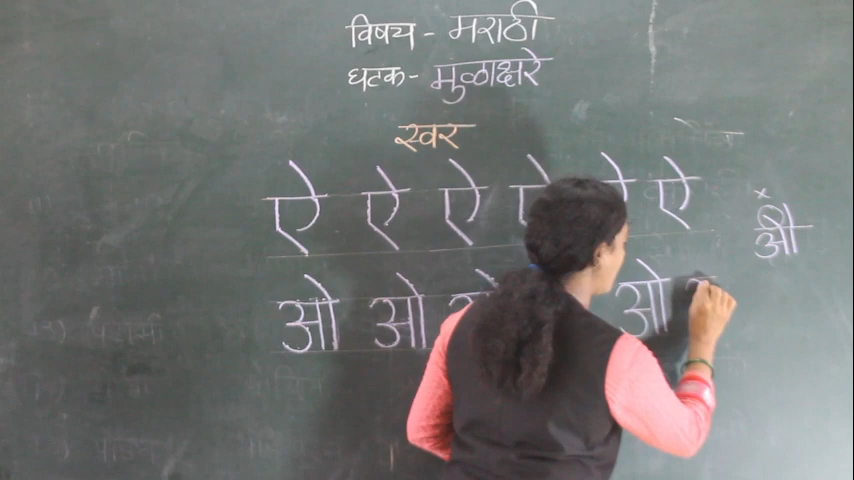 विषय - मराठी
घटक - मुळाक्षरे
स्वर
ऐ ऐ ऐ ऐ ऐ ऐ
ओ ओ ओ ओ
× औ